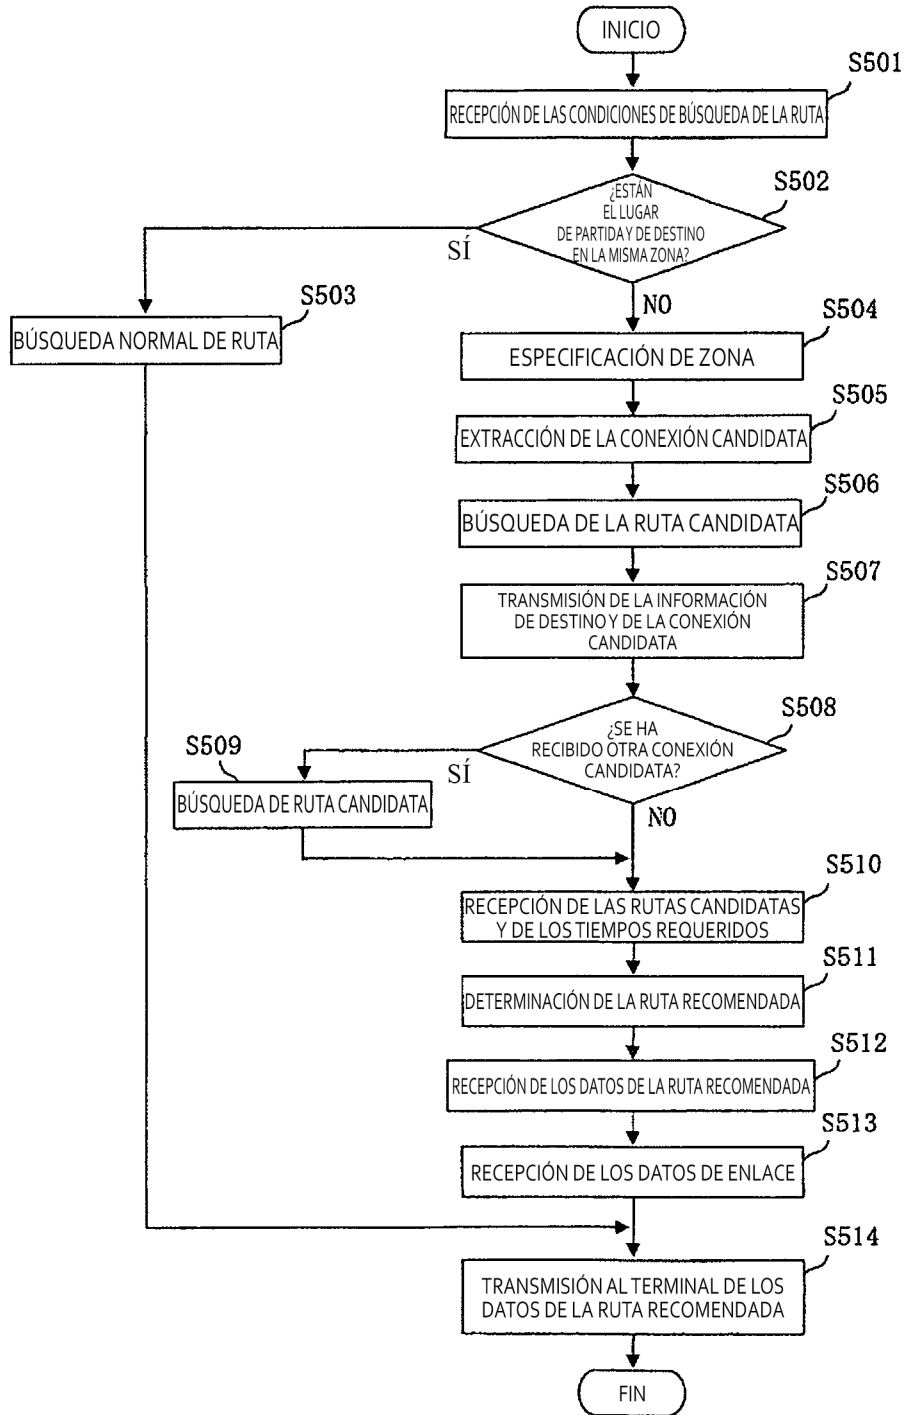 INICIO
S501
RECEPCIÓN DE LAS CONDICIONES DE BÚSQUEDA DE LA RUTA
S502
¿ESTÁN
EL LUGAR
DE PARTIDA Y DE DESTINO
EN LA MISMA ZONA?
SÍ
NO
S503
BÚSQUEDA NORMAL DE RUTA
S504
ESPECIFICACIÓN DE ZONA
S505
EXTRACCIÓN DE LA CONEXIÓN CANDIDATA
S506
BÚSQUEDA DE LA RUTA CANDIDATA
S507
TRANSMISIÓN DE LA INFORMACIÓN
DE DESTINO Y DE LA CONEXIÓN
CANDIDATA
S508
¿SE HA
RECIBIDO OTRA CONEXIÓN
CANDIDATA?
SÍ
NO
S509
BÚSQUEDA DE RUTA CANDIDATA
S510
RECEPCIÓN DE LAS RUTAS CANDIDATAS
Y DE LOS TIEMPOS REQUERIDOS
S511
DETERMINACIÓN DE LA RUTA RECOMENDADA
S512
RECEPCIÓN DE LOS DATOS DE LA RUTA RECOMENDADA
S513
RECEPCIÓN DE LOS DATOS DE ENLACE
S514
TRANSMISIÓN AL TERMINAL DE LOS
DATOS DE LA RUTA RECOMENDADA
FIN